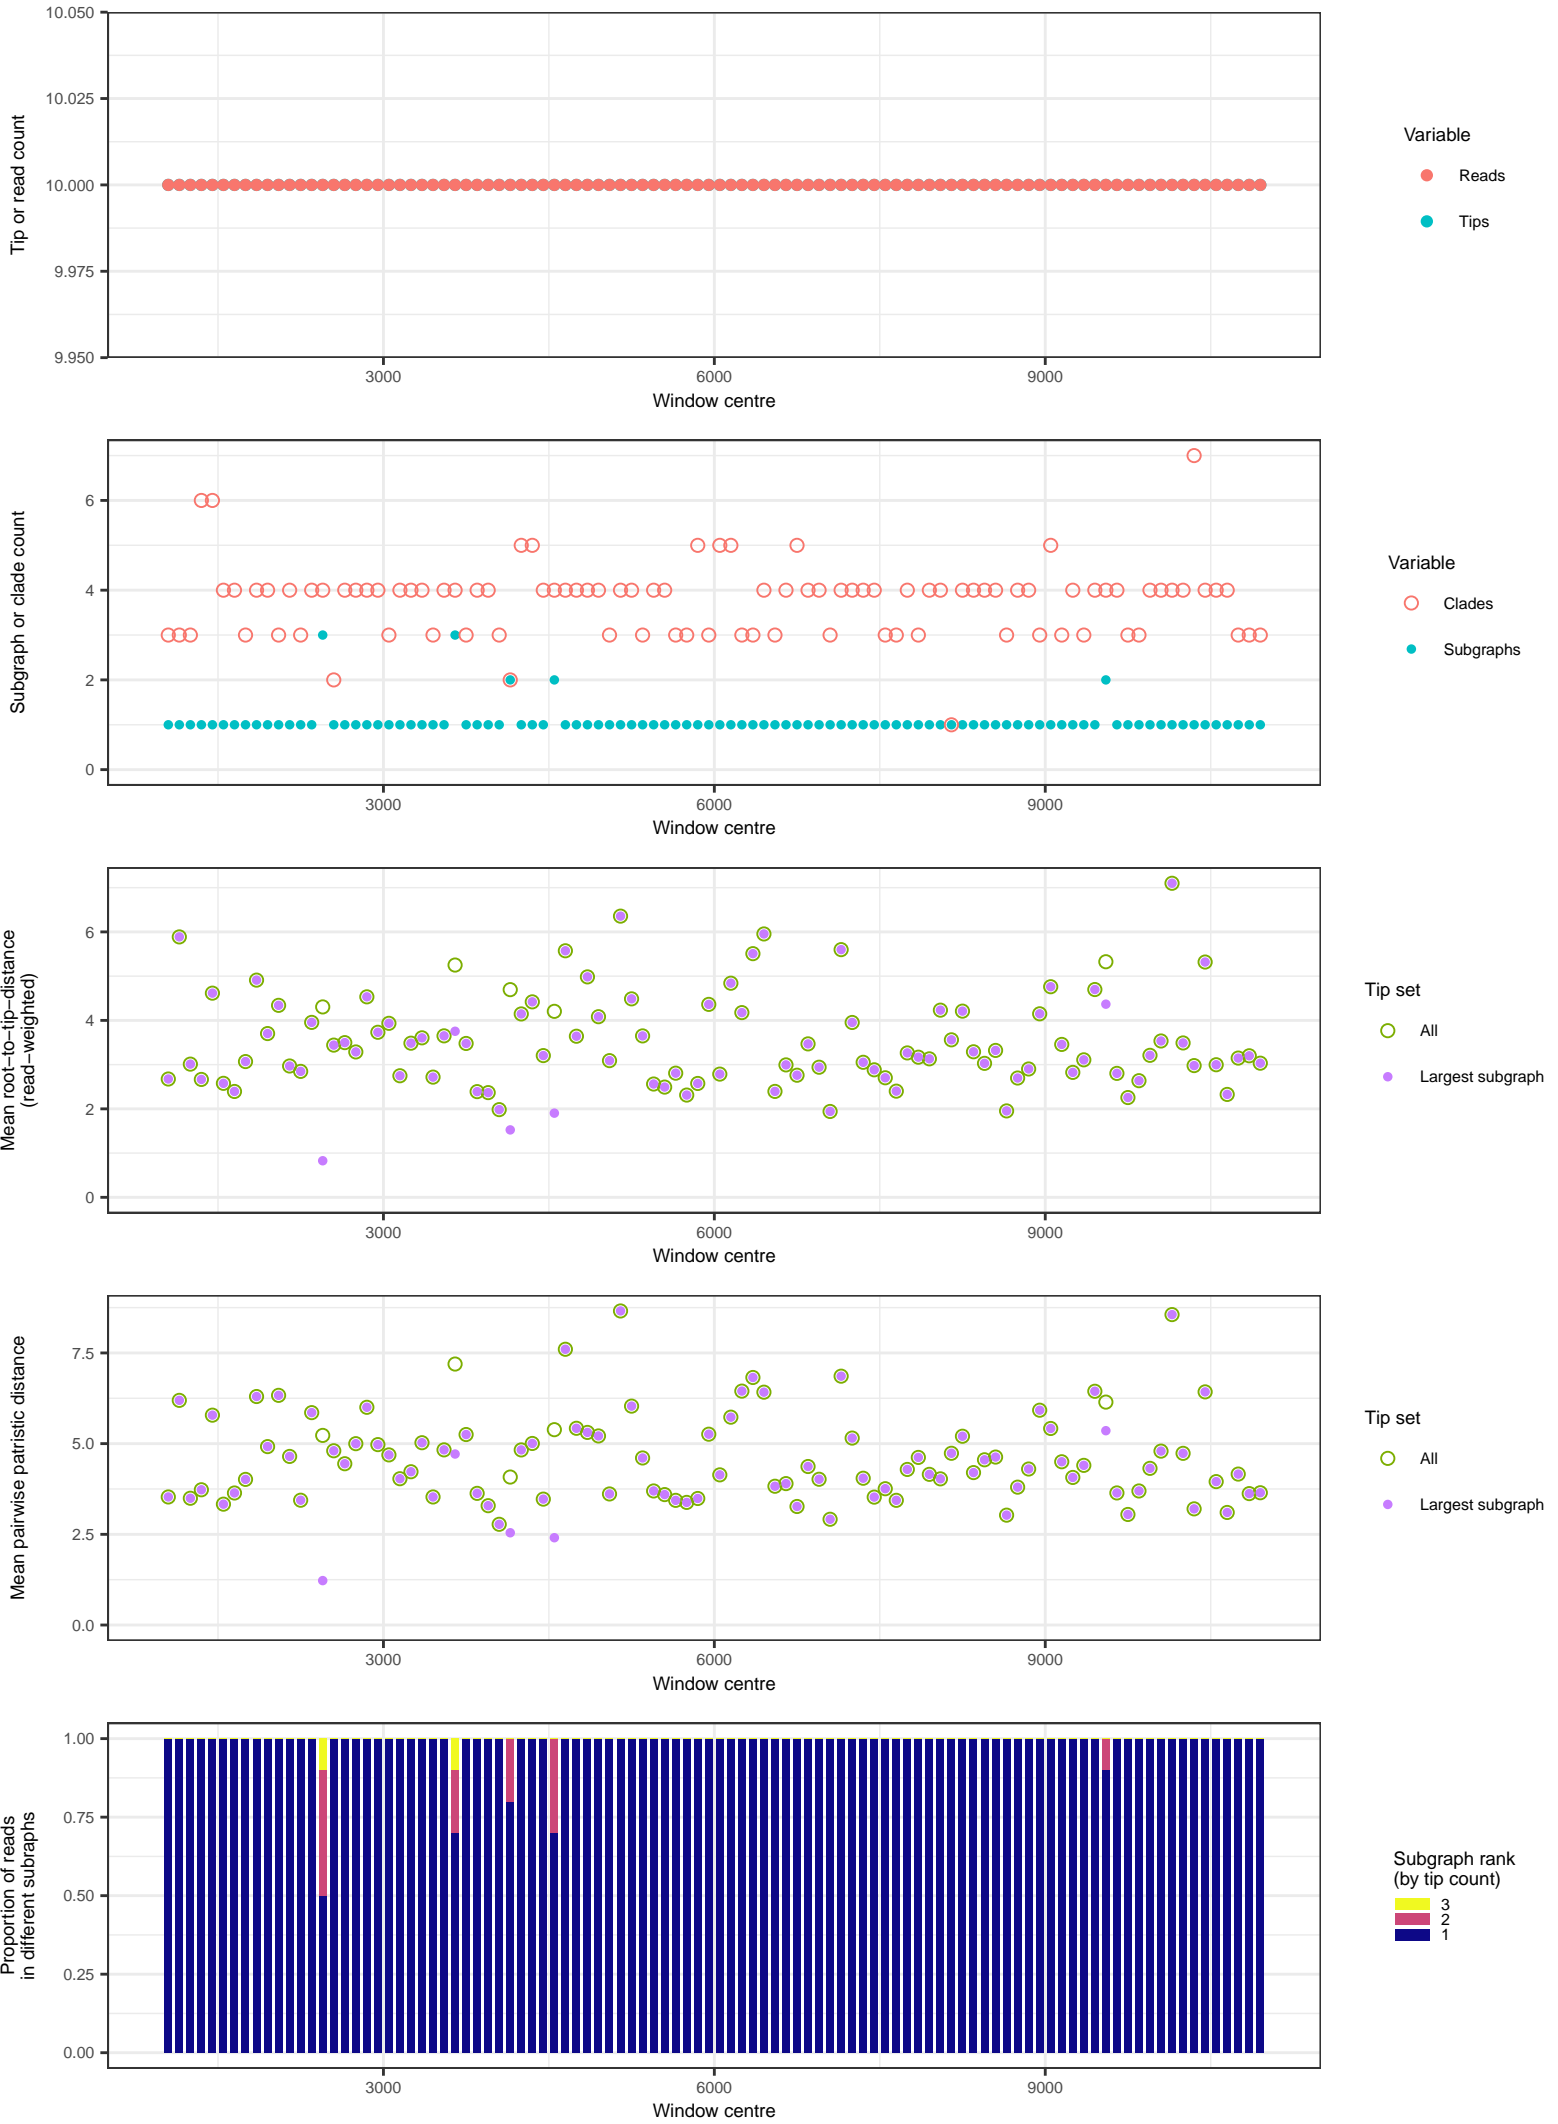 10.050
10.025
10.000
9.975
9.950
Tip or read count
3000 6000 9000
Window centre
Variable
Reads
Tips
6
4
2
0
Subgraph or clade count
3000 6000 9000
Window centre
Variable
Clades
Subgraphs
6
4
2
0
Mean root−to−tip−distance
(read−weighted)
3000 6000 9000
Window centre
Tip set
All
Largest subgraph
7.5
5.0
2.5
0.0
Mean pairwise patristic distance
3000 6000 9000
Window centre
Tip set
All
Largest subgraph
1.00
0.75
0.50
0.25
0.00
Proportion of reads
in different subraphs
3000 6000 9000
Window centre
Subgraph rank
(by tip count)
3
2
1